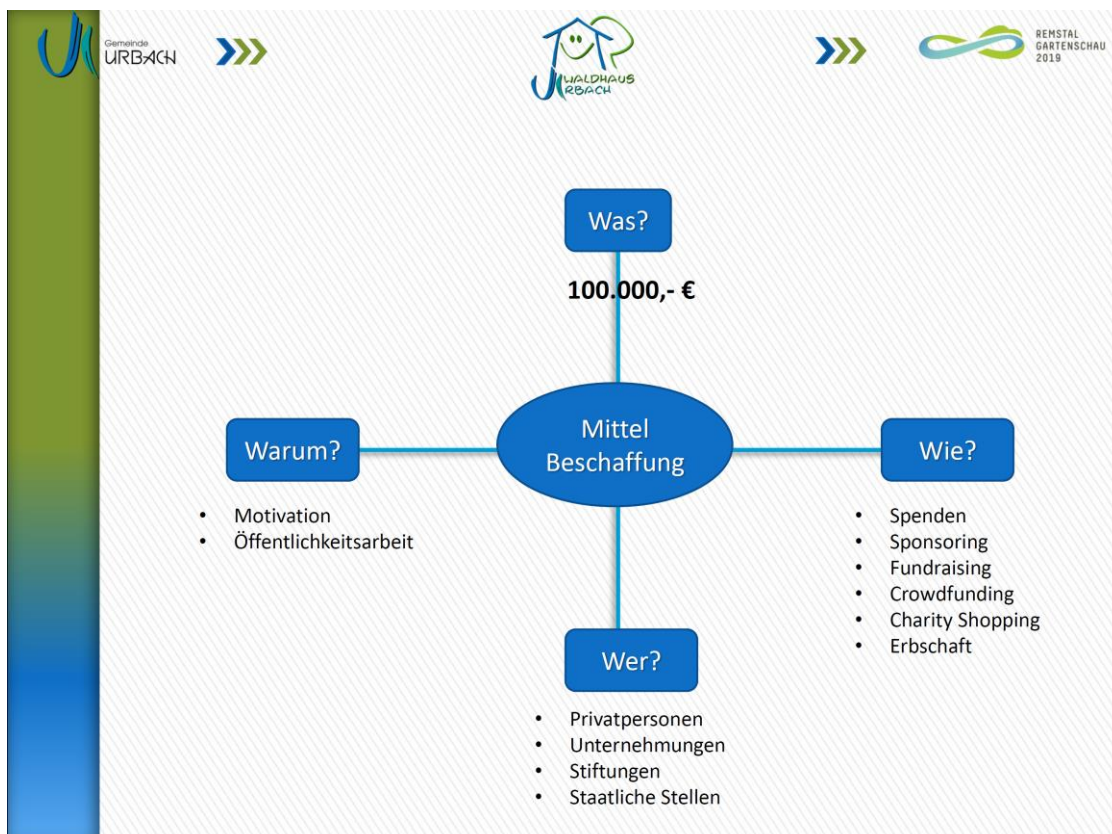 Gemeinde
URBACH
WALDHAUS
URBACH
REMSTAL
GARTENSCHAU
2019
Was?
100.000,- €
Mittel
Beschaffung
Warum?
• Motivation
• Öffentlichkeitsarbeit
Wie?
• Spenden
• Sponsoring
• Fundraising
• Crowdfunding
• Charity Shopping
• Erbschaft
Wer?
• Privatpersonen
• Unternehmungen
• Stiftungen
• Staatliche Stellen